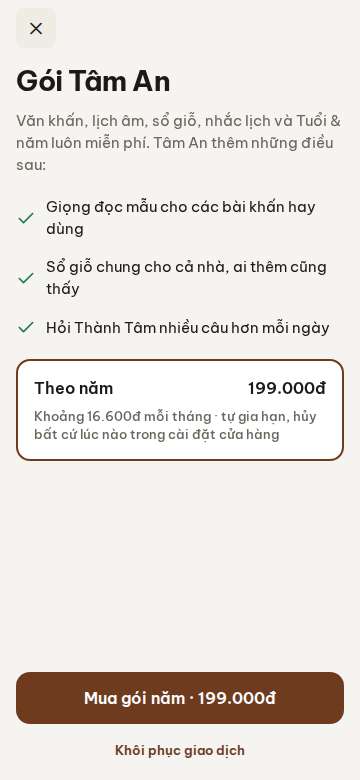 Gói Tâm An
Văn khấn, lịch âm, sổ giỗ, nhắc lịch và Tuổi &
năm luôn miễn phí. Tâm An thêm những điều
sau:
Giọng đọc mẫu cho các bài khấn hay
dùng
Sổ giỗ chung cho cả nhà, ai thêm cũng
thấy
Hỏi Thành Tâm nhiều câu hơn mỗi ngày
Theo năm 199.000đ
Khoảng 16.600đ mỗi tháng · tự gia hạn, hủy
bất cứ lúc nào trong cài đặt cửa hàng
Mua gói năm · 199.000đ
Khôi phục giao dịch